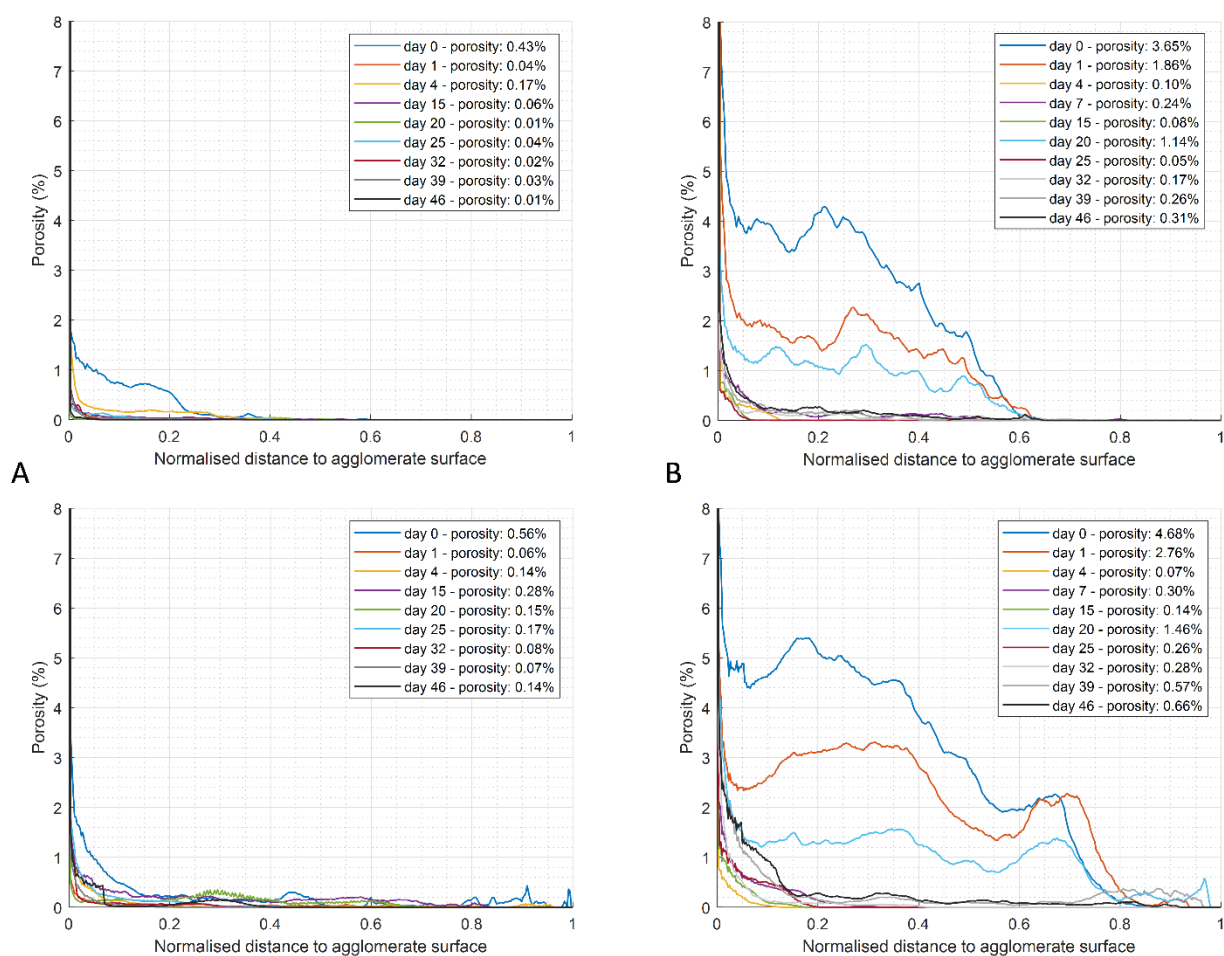 8
7
6
5
4
3
2
1
0
Porosity (%)
day 0 - porosity: 0.43%
day 1 - porosity: 0.04%
day 4 - porosity: 0.17%
day 15 - porosity: 0.06%
day 20 - porosity: 0.01%
day 25 - porosity: 0.04%
day 32 - porosity: 0.02%
day 39 - porosity: 0.03%
day 46 - porosity: 0.01%
0 0.2 0.4 0.6 0.8 1
Normalised distance to agglomerate surface
A
8
7
6
5
4
3
2
1
0
Porosity (%)
day 0 - porosity: 3.65%
day 1 - porosity: 1.86%
day 4 - porosity: 0.10%
day 7 - porosity: 0.24%
day 15 - porosity: 0.08%
day 20 - porosity: 1.14%
day 25 - porosity: 0.05%
day 32 - porosity: 0.17%
day 39 - porosity: 0.26%
day 46 - porosity: 0.31%
0 0.2 0.4 0.6 0.8 1
Normalised distance to agglomerate surface
B
8
7
6
5
4
3
2
1
0
Porosity (%)
day 0 - porosity: 0.56%
day 1 - porosity: 0.06%
day 4 - porosity: 0.14%
day 15 - porosity: 0.28%
day 20 - porosity: 0.15%
day 25 - porosity: 0.17%
day 32 - porosity: 0.08%
day 39 - porosity: 0.07%
day 46 - porosity: 0.14%
0 0.2 0.4 0.6 0.8 1
Normalised distance to agglomerate surface
8
7
6
5
4
3
2
1
0
Porosity (%)
day 0 - porosity: 4.68%
day 1 - porosity: 2.76%
day 4 - porosity: 0.07%
day 7 - porosity: 0.30%
day 15 - porosity: 0.14%
day 20 - porosity: 1.46%
day 25 - porosity: 0.26%
day 32 - porosity: 0.28%
day 39 - porosity: 0.57%
day 46 - porosity: 0.66%
0 0.2 0.4 0.6 0.8 1
Normalised distance to agglomerate surface